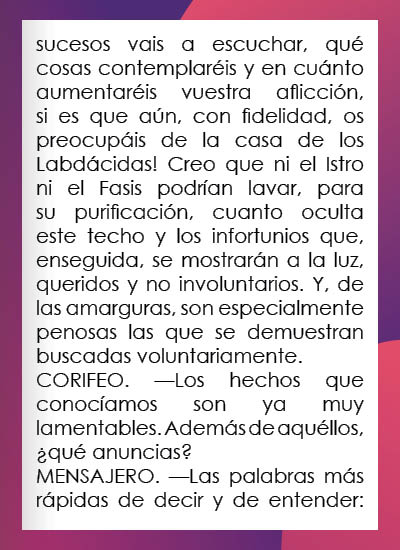 sucesos vais a escuchar, qué
cosas contemplaréis y en cuánto
aumentaréis vuestra aflicción,
si es que aún, con fidelidad, os
preocupáis de la casa de los
Labdácidas! Creo que ni el Istro
ni el Fasis podrían lavar, para
su purificación, cuanto oculta
este techo y los infortunios que,
enseguida, se mostrarán a la luz,
queridos y no involuntarios. Y, de
las amarguras, son especialmente
penosas las que se demuestran
buscadas voluntariamente.
CORIFEO. —Los hechos que
conocíamos son ya muy
lamentables. Además de aquéllos,
¿qué anuncias?
MENSAJERO. —Las palabras más
rápidas de decir y de entender: